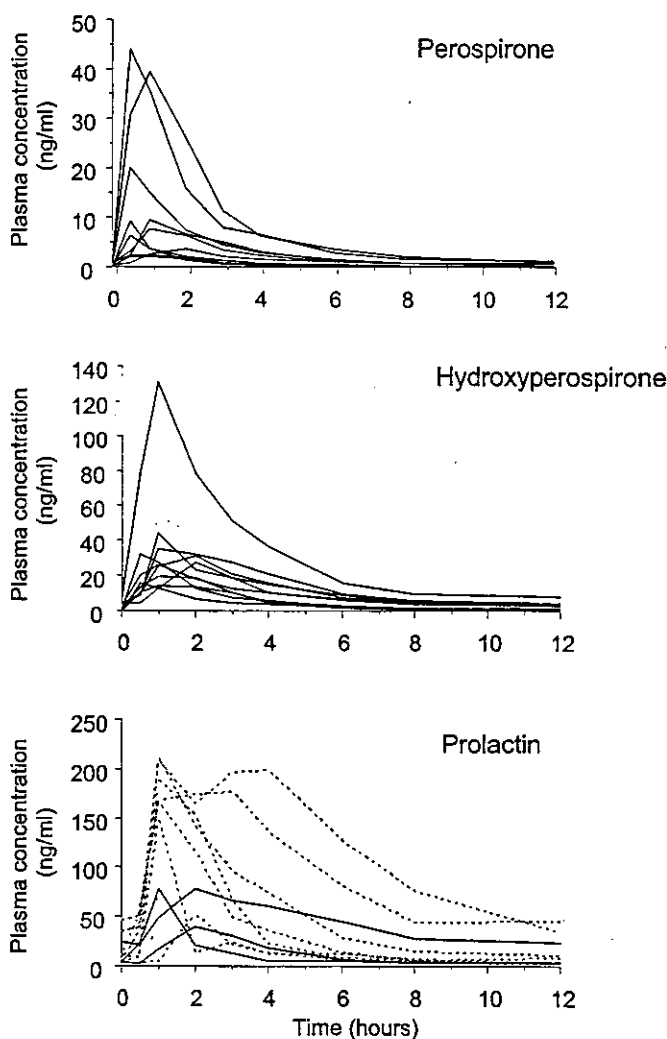 Perospirone
Plasma concentration
(ng/ml)
50
40
30
20
10
0
0 2 4 6 8 10 12
Hydroxyperospirone
Plasma concentration
(ng/ml)
140
120
100
80
60
40
20
0
0 2 4 6 8 10 12
Prolactin
Plasma concentration
(ng/ml)
250
200
150
100
50
0
0 2 4 6 8 10 12
Time (hours)